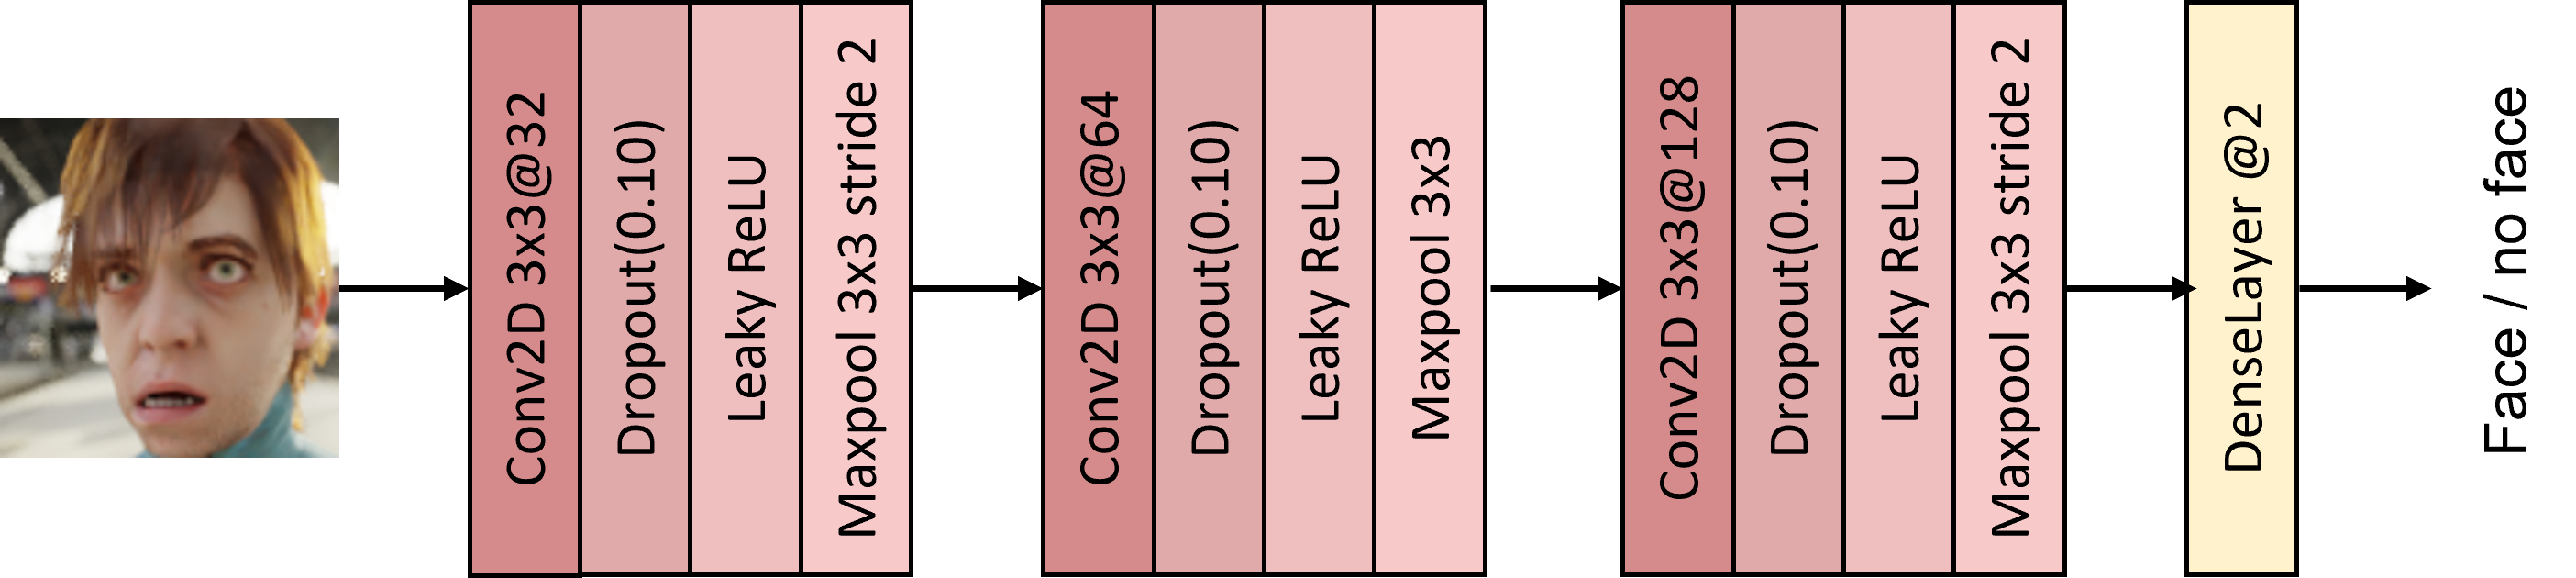 Conv2D 3x3@32
Dropout(0.10)
Leaky ReLU
Maxpool 3x3 stride 2
Conv2D 3x3@64
Dropout(0.10)
Leaky ReLU
Maxpool 3x3
Conv2D 3x3@128
Dropout(0.10)
Leaky ReLU
Maxpool 3x3 stride 2
DenseLayer @2
Face / no face